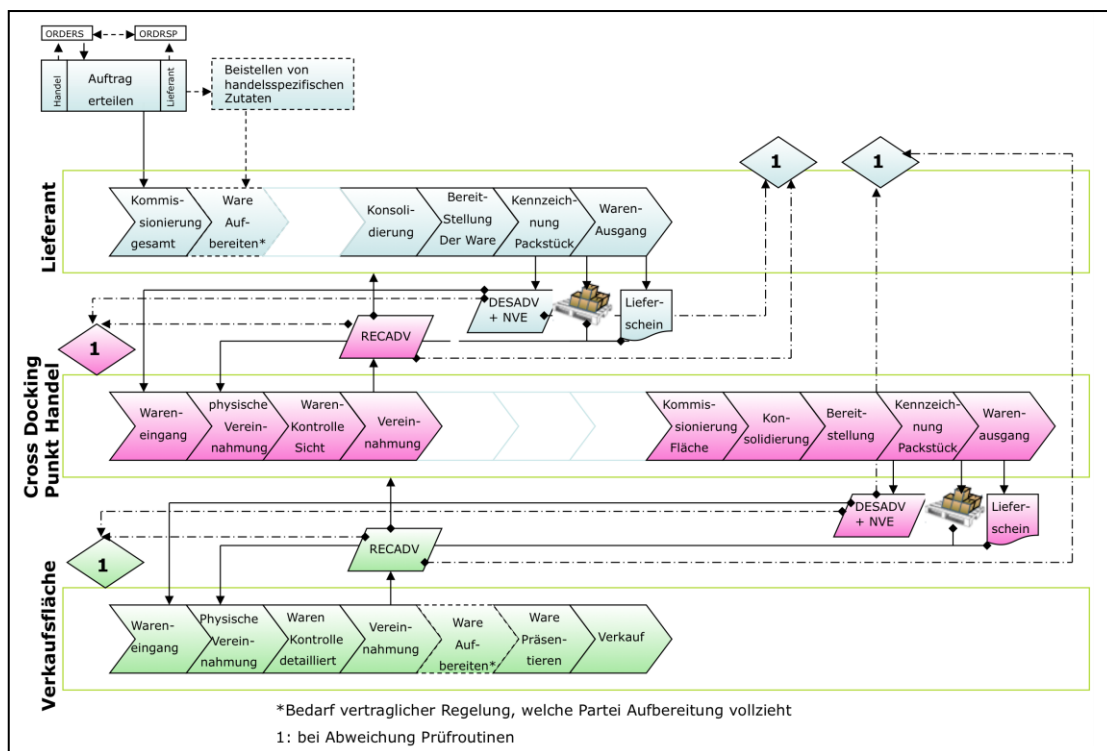 ORDERS
ORDRSP
Handel
Auftrag
erteilen
Lieferant
Beistellen von
handelsspezifischen
Zutaten
1
1
Lieferant
Kommis-
sionierung
gesamt
Ware
Auf-
bereiten*
Konsoli-
dierung
Bereit-
Stellung
Der Ware
Kennzeich-
nung
Packstück
Waren-
Ausgang
DESADV
+ NVE
Liefer-
schein
1
RECADV
Cross Docking
Punkt Handel
Waren-
eingang
physische
Verein-
nahmung
Waren-
Kontrolle
Sicht
Verein-
nahmung
Kommis-
sionierung
Fläche
Kon-
solidierung
Bereit-
stellung
Kennzeich-
nung
Packstück
Waren-
ausgang
DESADV
+ NVE
Liefer-
schein
1
RECADV
Verkaufsfläche
Waren-
eingang
Physische
Verein-
nahmung
Waren
Kontrolle
detailliert
Verein-
nahmung
Ware
Auf-
bereiten*
Ware
Präsen-
tieren
Verkauf
*Bedarf vertraglicher Regelung, welche Partei Aufbereitung vollzieht
1: bei Abweichung Prüfroutinen